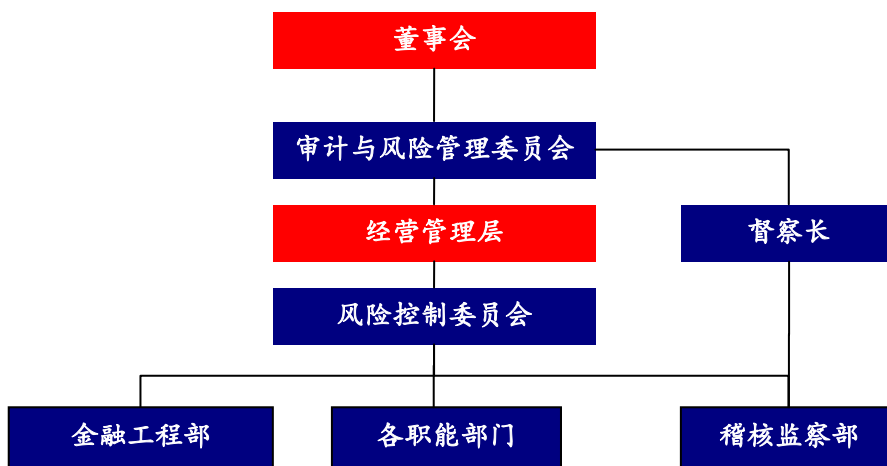 董事会
审计与风险管理委员会
经营管理层
督察长
风险控制委员会
金融工程部
各职能部门
稽核监察部